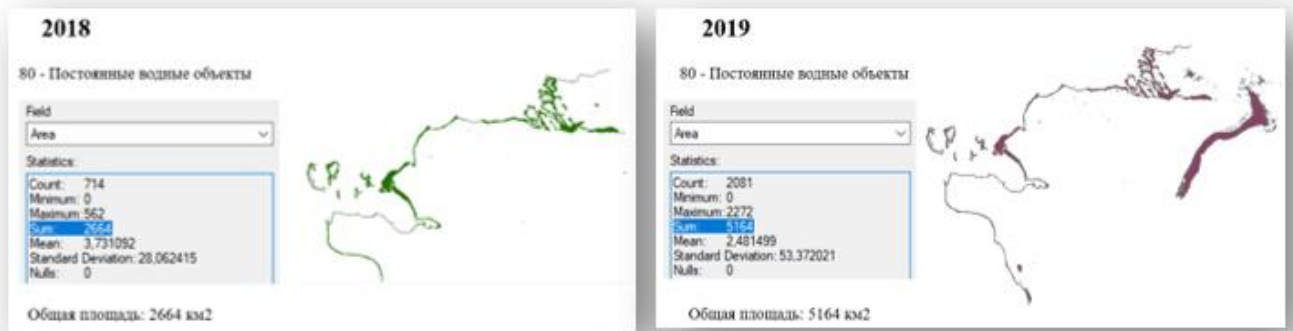 2018
80 - Постоянные водные объекты
Field
Area
Statistics:
Count: 714
Minimum: 0
Maximum: 562
Sum: 2664
Mean: 3,731092
Standard Deviation: 28,062415
Nulls: 0
Общая площадь: 2664 км2
2019
80 - Постоянные водные объекты
Field
Area
Statistics:
Count: 2081
Minimum: 0
Maximum: 2272
Sum: 5164
Mean: 2,481499
Standard Deviation: 53,372021
Nulls: 0
Общая площадь: 5164 км2